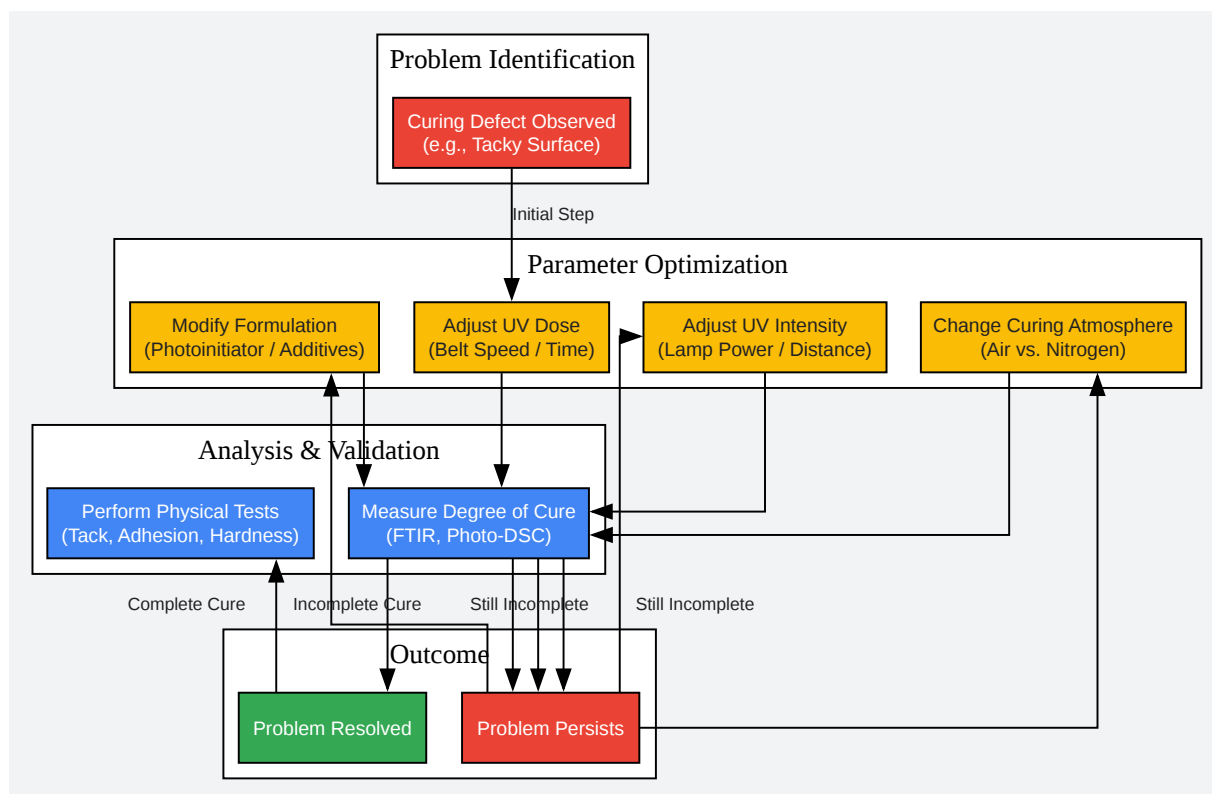 Problem Identification
Curing Defect Observed
(e.g., Tacky Surface)
Initial Step
Parameter Optimization
Modify Formulation
(Photoinitiator / Additives)
Adjust UV Dose
(Belt Speed / Time)
Adjust UV Intensity
(Lamp Power / Distance)
Change Curing Atmosphere
(Air vs. Nitrogen)
Analysis & Validation
Perform Physical Tests
(Tack, Adhesion, Hardness)
Measure Degree of Cure
(FTIR, Photo-DSC)
Complete Cure
Incomplete Cure
Still Incomplete
Still Incomplete
Outcome
Problem Resolved
Problem Persists